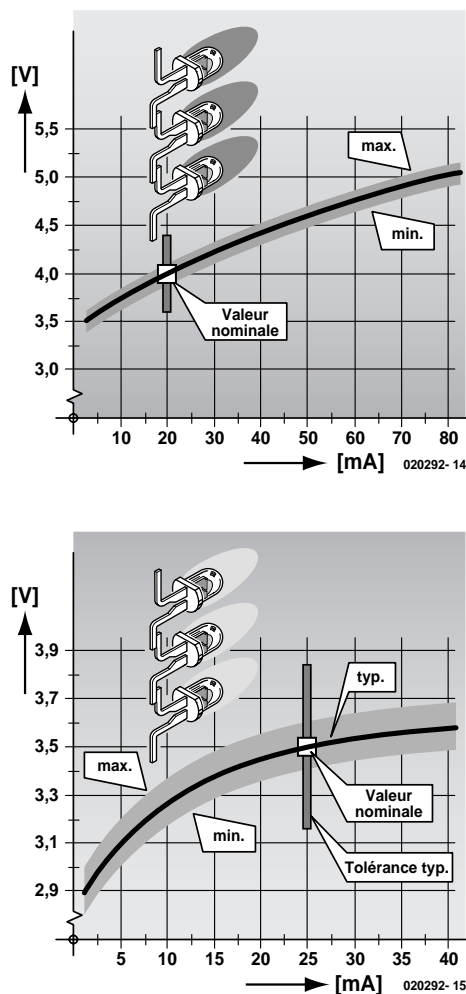 [V]
5,5
5,0
4,5
4,0
3,5
3,0
max.
min.
Valeur
nominale
10 20 30 40 50 60 70 80
[mA]
020292- 14
[V]
3,9
3,7
3,5
3,3
3,1
2,9
typ.
max.
min.
Valeur
nominale
Tolérance typ.
5 10 15 20 25 30 35 40
[mA]
020292- 15